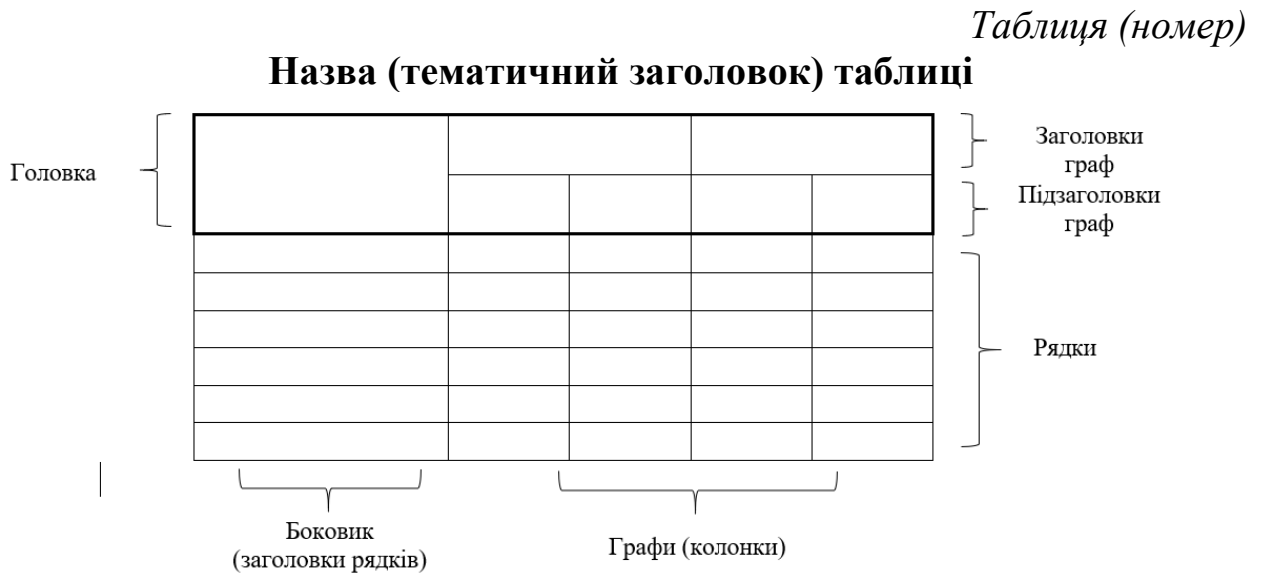 Таблиця (номер)
Назва (тематичний заголовок) таблиці
Головка
Заголовки
граф
Підзаголовки
граф
Рядки
Боковик
(заголовки рядків)
Графи (колонки)